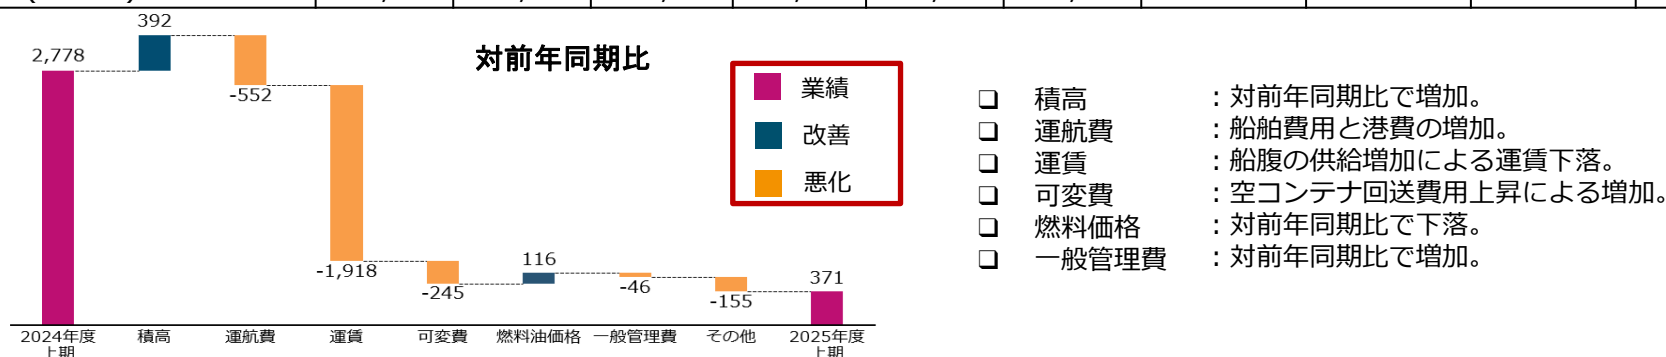 392
2,778
対前年同期比
-552
-1,918
-245
116
-46
-155
371
2024年度
上期
積高
運航費
運賃
可変費
燃料油価格
一般管理費
その他
2025年度
上期
業績
改善
悪化
❑ 積高 ：対前年同期比で増加。
❑ 運航費 ：船舶費用と港費の増加。
❑ 運賃 ：船腹の供給増加による運賃下落。
❑ 可変費 ：空コンテナ回送費用上昇による増加。
❑ 燃料価格 ：対前年同期比で下落。
❑ 一般管理費 ：対前年同期比で増加。